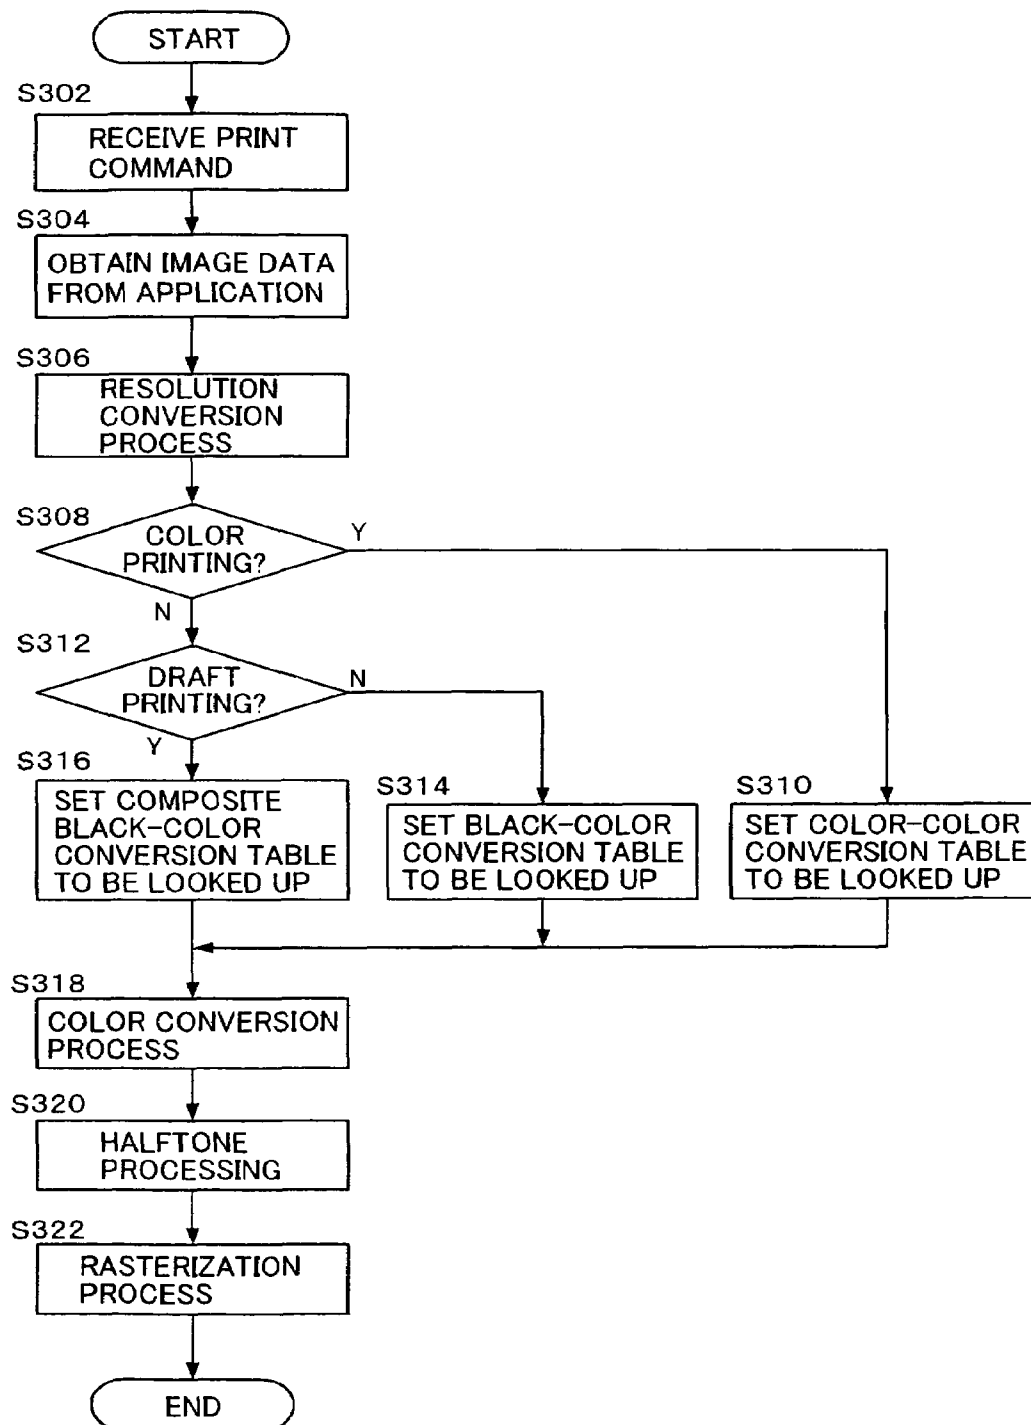 START
S302
RECEIVE PRINT
COMMAND
S304
OBTAIN IMAGE DATA
FROM APPLICATION
S306
RESOLUTION
CONVERSION
PROCESS
S308
COLOR
PRINTING?
Y
N
S312
DRAFT
PRINTING?
N
Y
S316
SET COMPOSITE
BLACK-COLOR
CONVERSION TABLE
TO BE LOOKED UP
S314
SET BLACK-COLOR
CONVERSION TABLE
TO BE LOOKED UP
S310
SET COLOR-COLOR
CONVERSION TABLE
TO BE LOOKED UP
S318
COLOR CONVERSION
PROCESS
S320
HALFTONE
PROCESSING
S322
RASTERIZATION
PROCESS
END